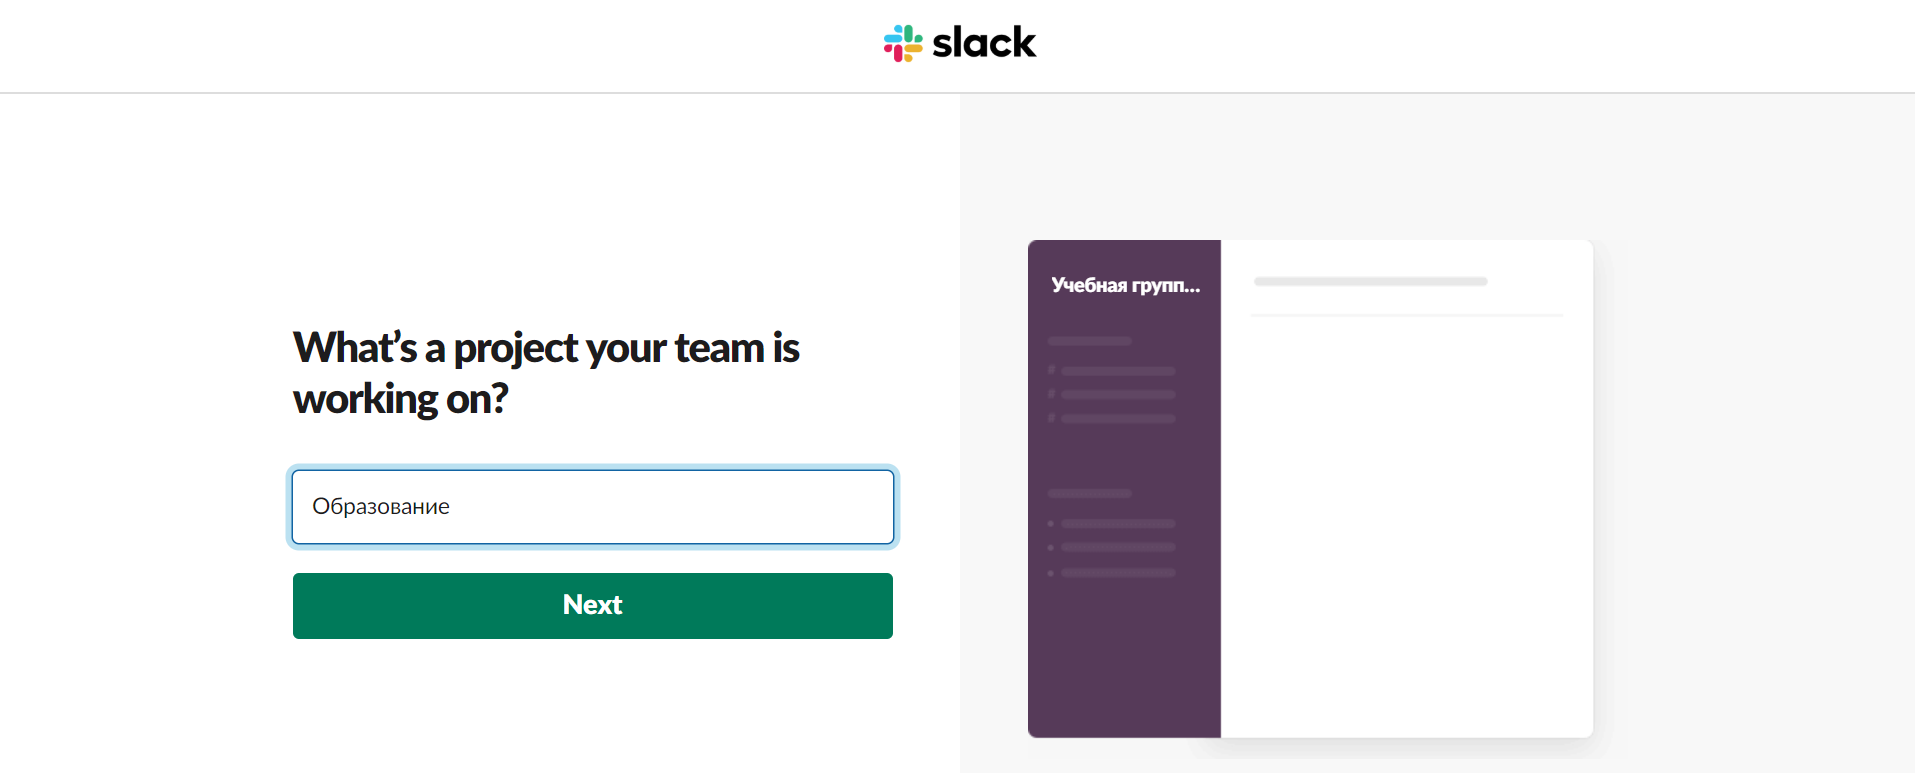 slack
What’s a project your team is
working on?
Образование
Next
Учебная групп...